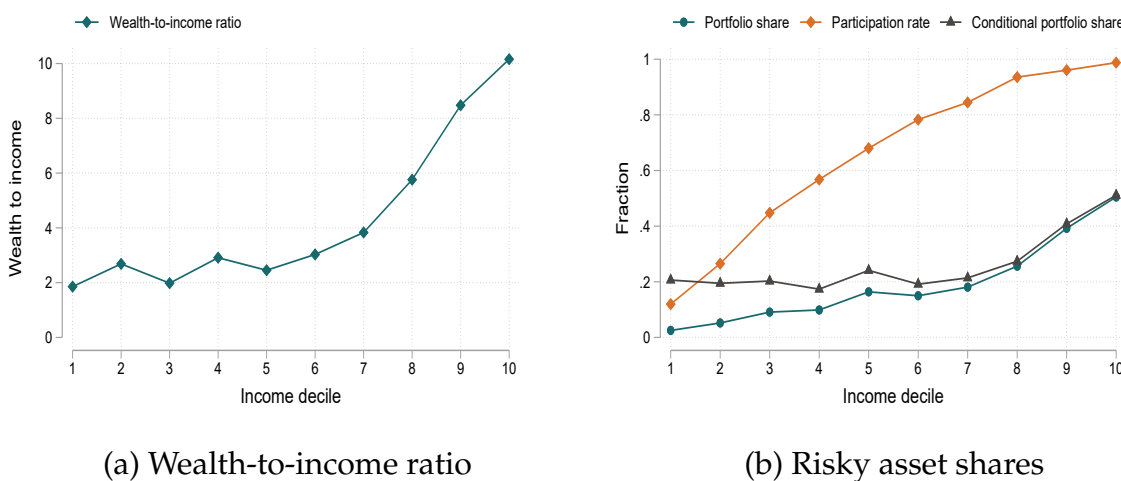 Wealth-to-income ratio
Wealth to income
10
8
6
4
2
0
1 2 3 4 5 6 7 8 9 10
Income decile
(a) Wealth-to-income ratio
Portfolio share Participation rate Conditional portfolio share
Fraction
1
.8
.6
.4
.2
0
1 2 3 4 5 6 7 8 9 10
Income decile
(b) Risky asset shares